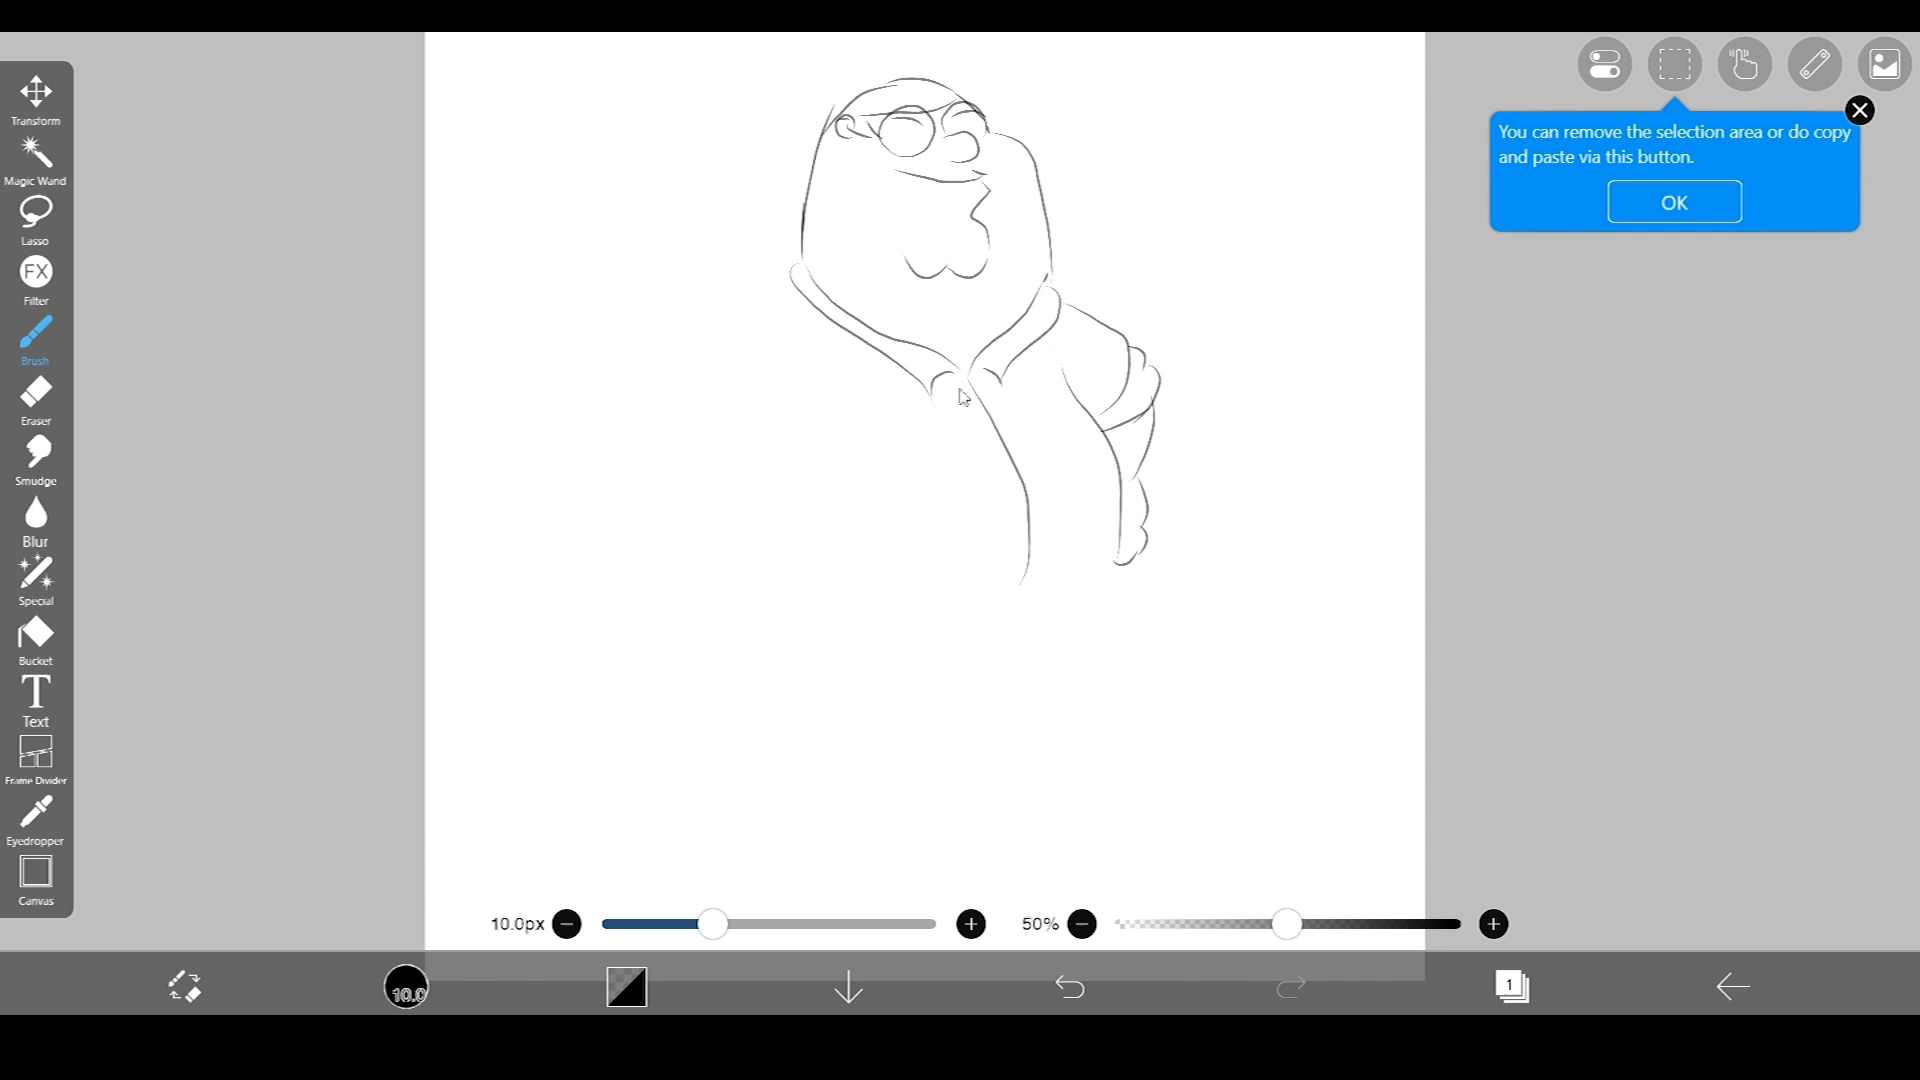 Transform
Magic Wand
Lasso
FX
Filter
Brush
Eraser
Smudge
Blur
Special
Bucket
T
Text
Frame Divider
Eyedropper
Canvas
You can remove the selection area or do copy
and paste via this button.
OK
10.0px
50%
10.0
1